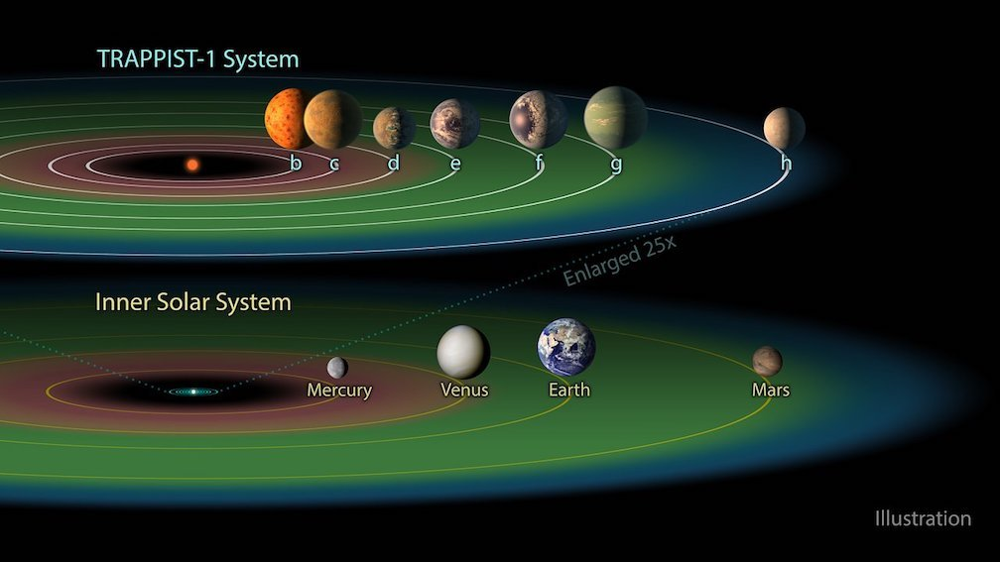 TRAPPIST-1 System
b c d e f g h
Enlarged 25x
Inner Solar System
Mercury Venus Earth Mars
Illustration